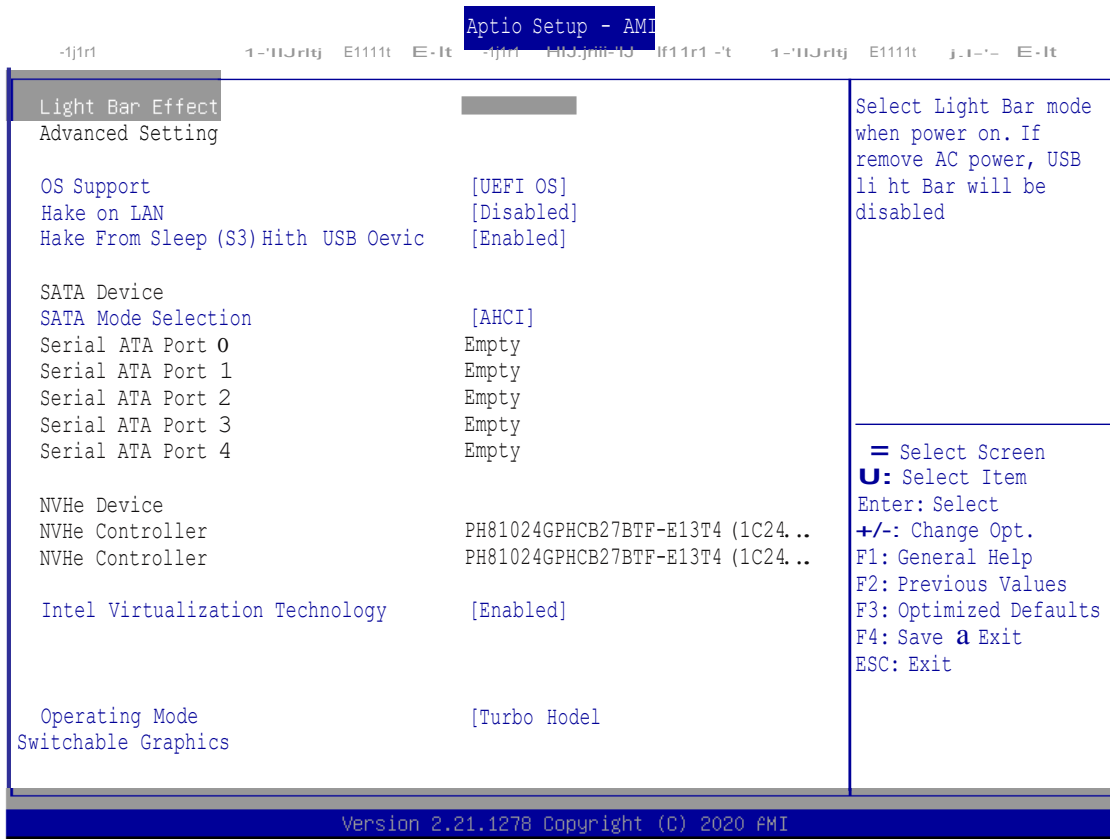 Aptio Setup - AMI
Light Bar Effect
Advanced Setting
OS Support [UEFI OS]
Hake on LAN [Disabled]
Hake From Sleep (S3) Hith USB Oevic [Enabled]
SATA Device
SATA Mode Selection [AHCI]
Serial ATA Port 0 Empty
Serial ATA Port 1 Empty
Serial ATA Port 2 Empty
Serial ATA Port 3 Empty
Serial ATA Port 4 Empty
NVHe Device
NVHe Controller PH81024GPHCB27BTF-E13T4 (1C24...
NVHe Controller PH81024GPHCB27BTF-E13T4 (1C24...
Intel Virtualization Technology [Enabled]
Operating Mode [Turbo Hodel
Switchable Graphics
Select Light Bar mode
when power on. If
remove AC power, USB
li ht Bar will be
disabled
= Select Screen
U: Select Item
Enter: Select
+/-: Change Opt.
F1: General Help
F2: Previous Values
F3: Optimized Defaults
F4: Save a Exit
ESC: Exit
Version 2.21.1278 Copyright (C) 2020 AMI